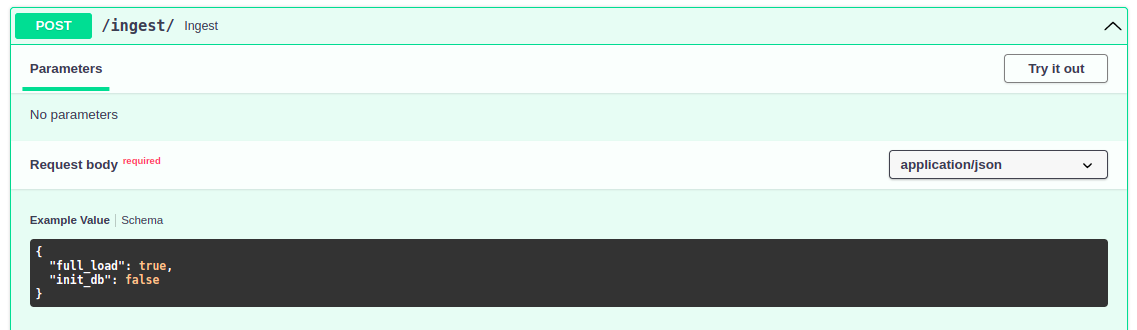 POST /ingest/ Ingest
Parameters Try it out
No parameters
Request body required application/json
Example Value Schema
{
  "full_load": true,
  "init_db": false
}